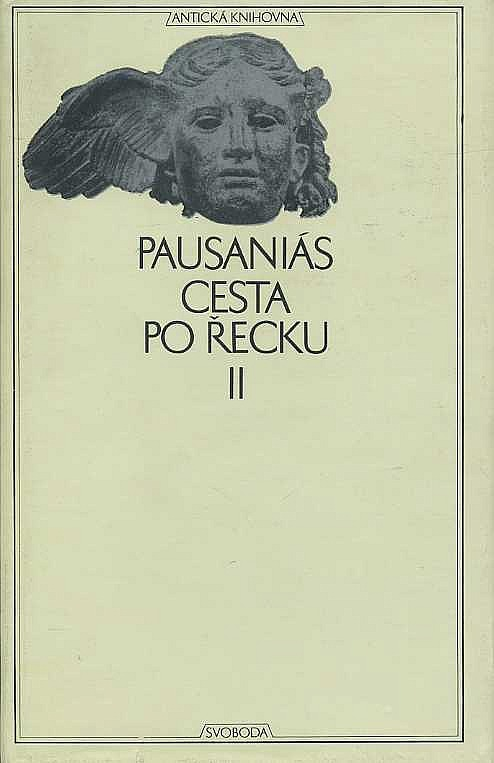 ANTICKÁ KNIHOVNA
PAUSANIÁS
CESTA
PO ŘECKU
II
SVOBODA